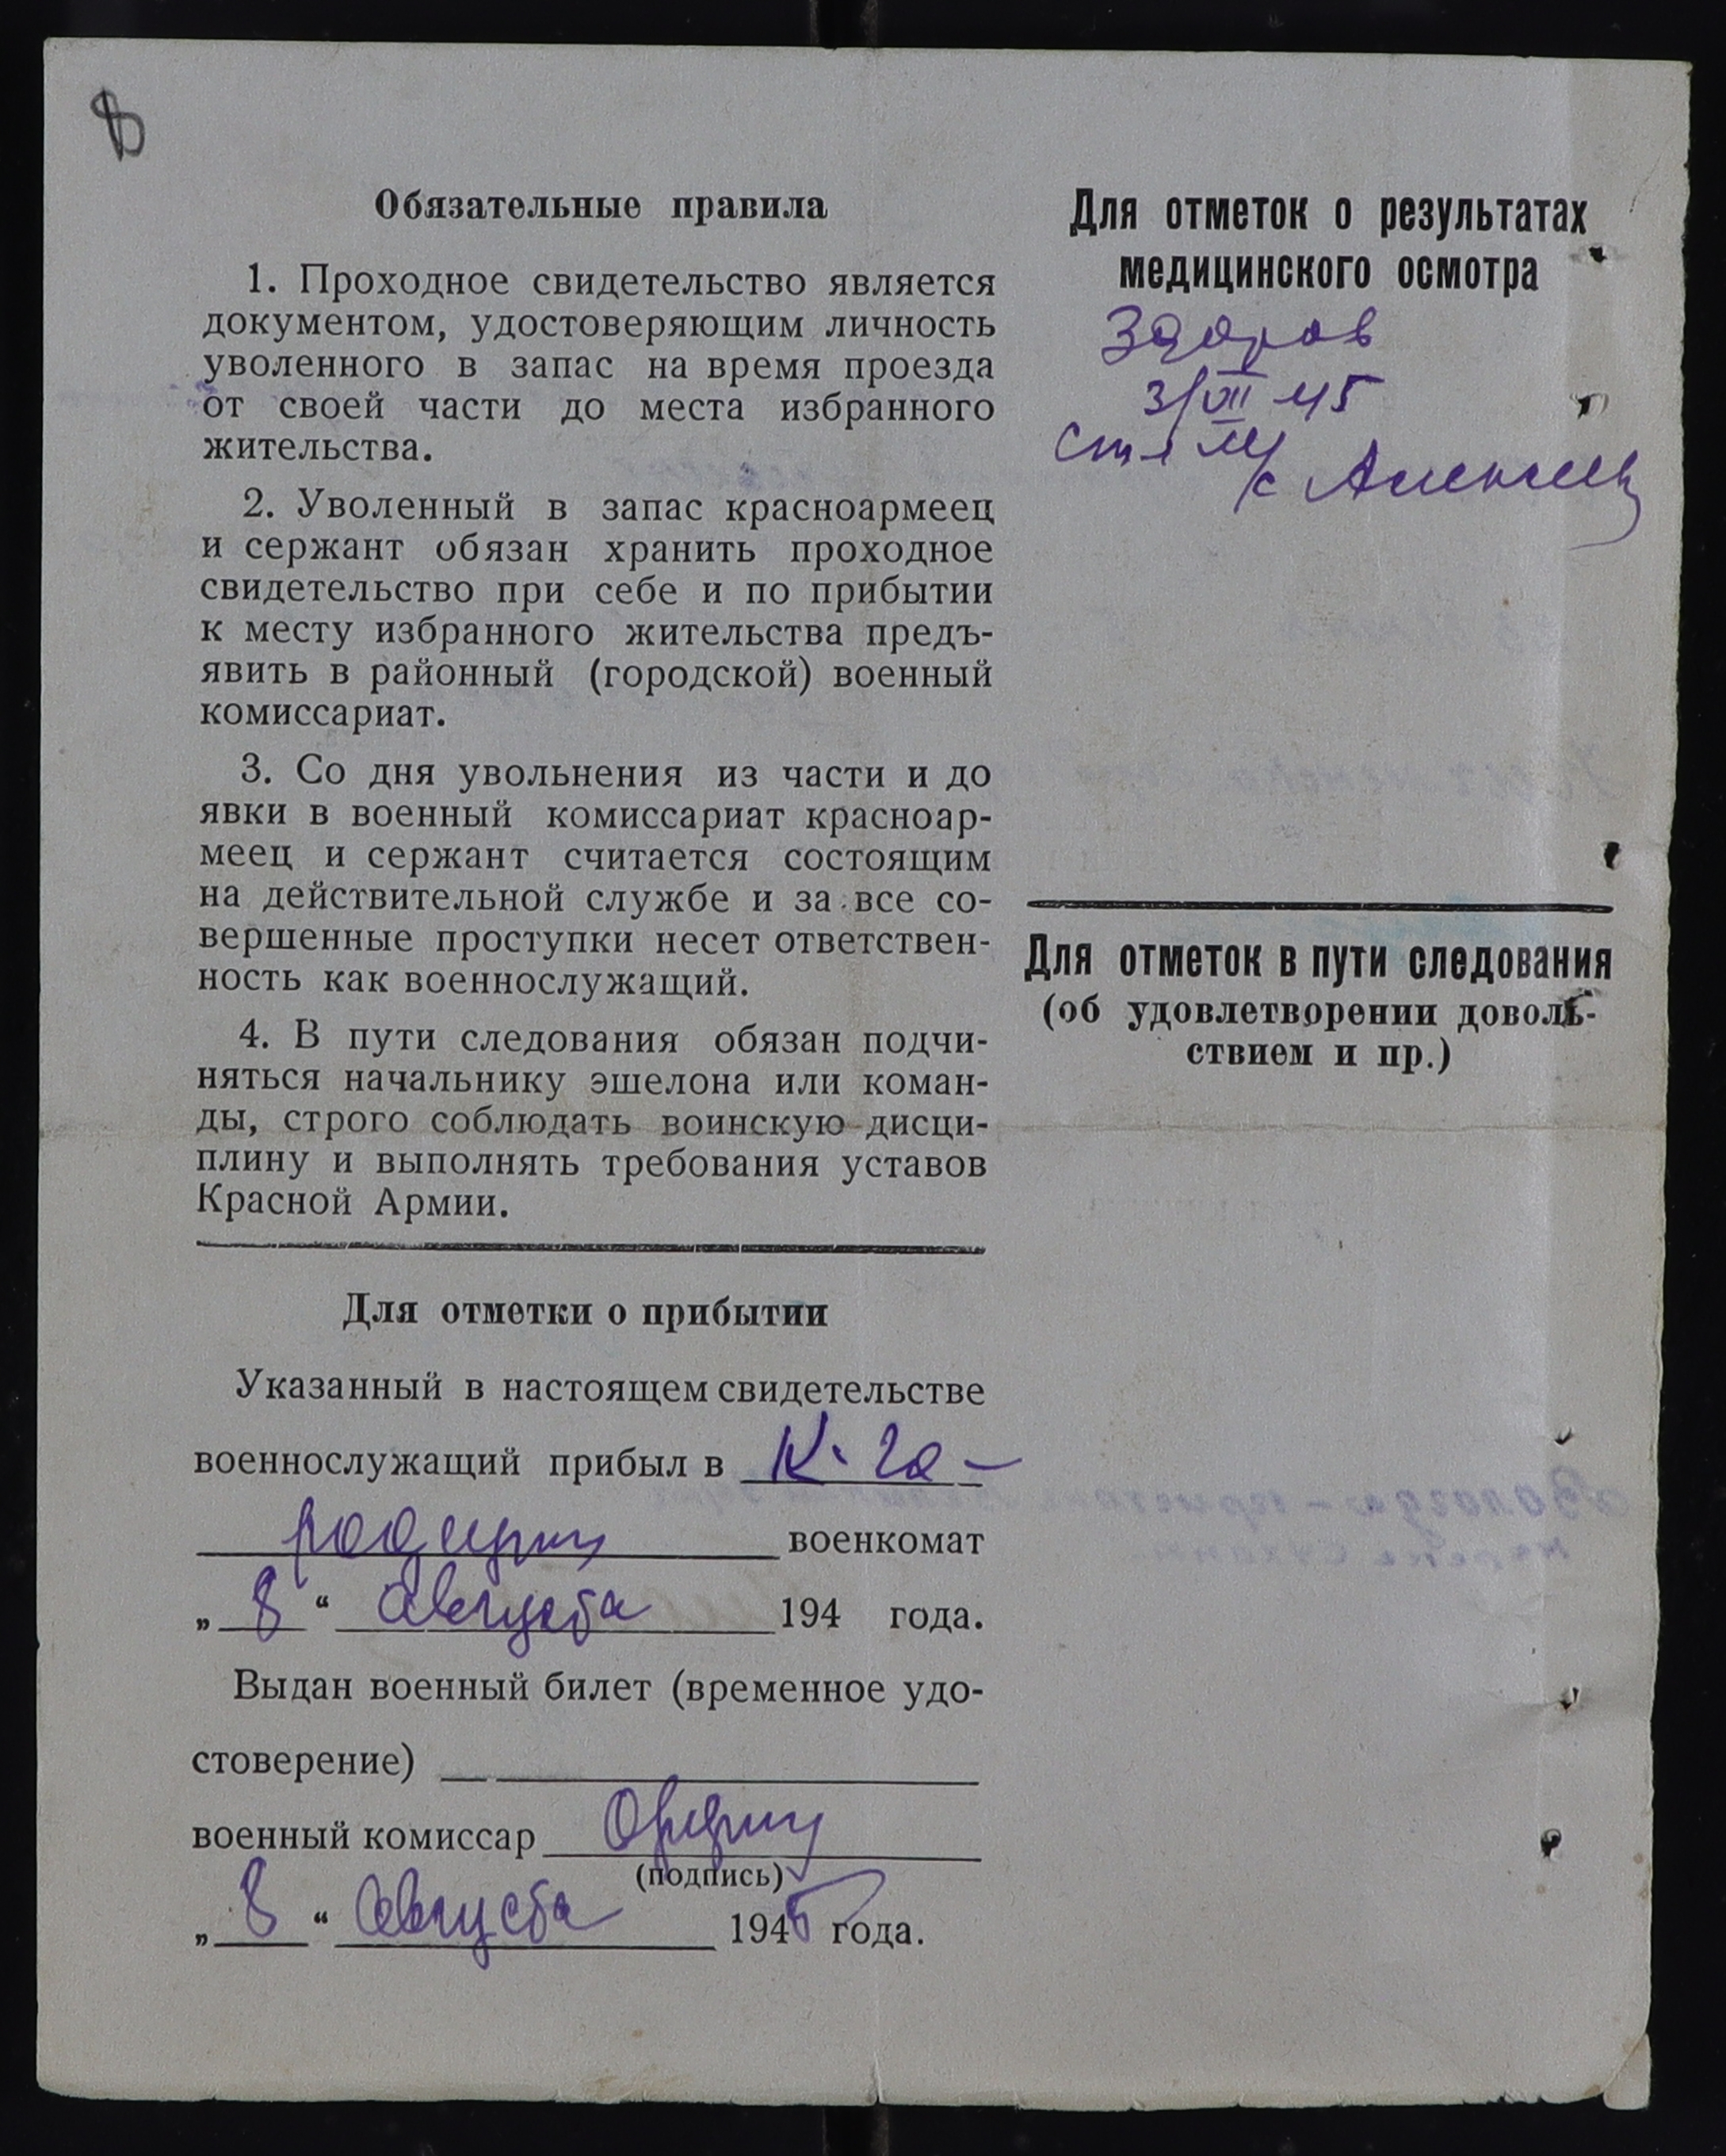 8
Обязательные правила
1. Проходное свидетельство является
документом, удостоверяющим личность
уволенного в запас на время проезда
от своей части до места избранного
жительства.
2. Уволенный в запас красноармеец
и сержант обязан хранить проходное
свидетельство при себе и по прибытии
к месту избранного жительства предъ-
явить в районный (городской) военный
комиссариат.
3. Со дня увольнения из части и до
явки в военный комиссариат красноар-
меец и сержант считается состоящим
на действительной службе и за все со-
вершенные проступки несет ответствен-
ность как военнослужащий.
4. В пути следования обязан подчи-
няться начальнику эшелона или коман-
ды, строго соблюдать воинскую дисци-
плину и выполнять требования уставов
Красной Армии.
Для отметки о прибытии
Указанный в настоящем свидетельстве
военнослужащий прибыл в К-Го-
родецкий военкомат
„ 8 “ августа 194 года.
Выдан военный билет (временное удо-
стоверение)
военный комиссар
(подпись)
„ 8 “ августа 1945 года.
Для отметок о результатах
медицинского осмотра
Здоров
3/VII 45
м/с
Для отметок в пути следования
(об удовлетворении доволь-
ствием и пр.)